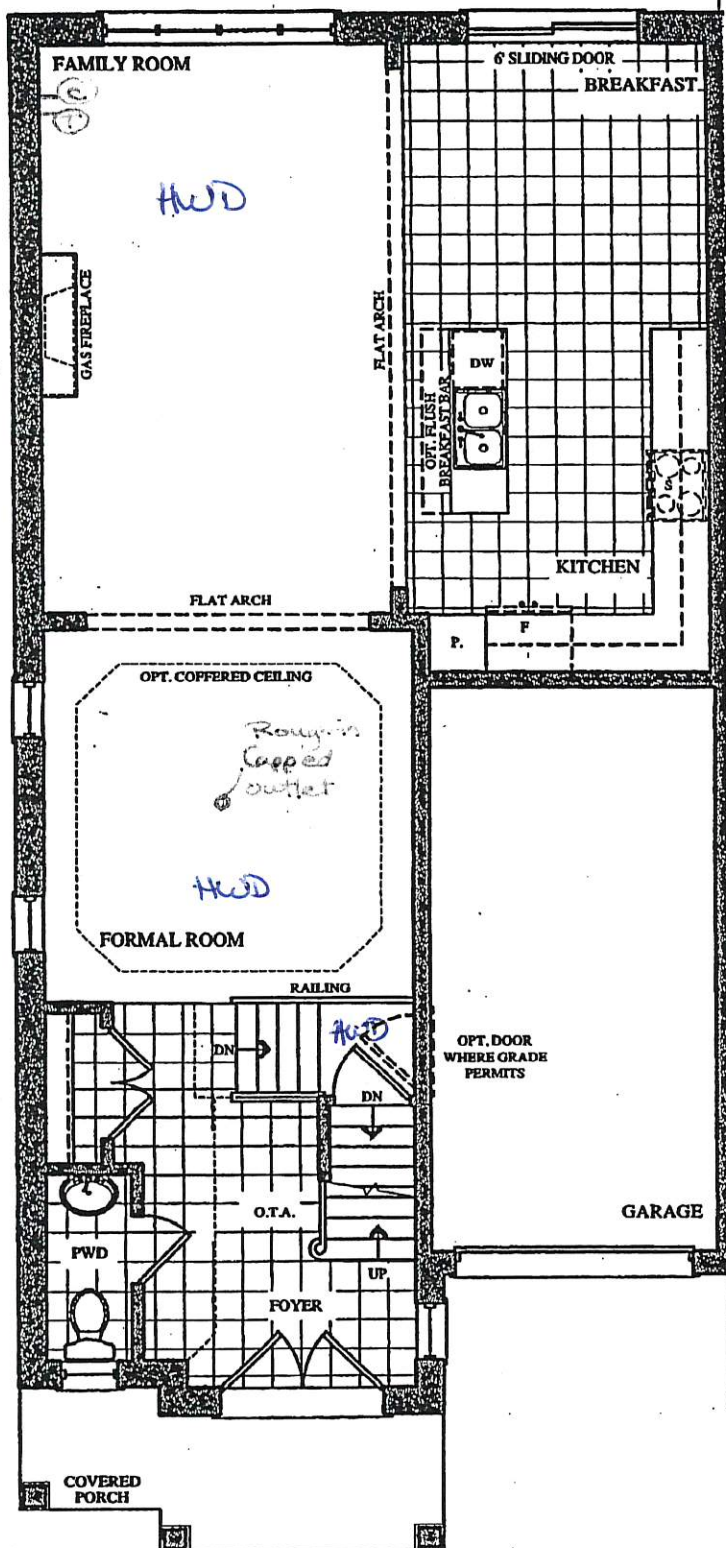 FAMILY ROOM
6' SLIDING DOOR
BREAKFAST
HWD
GAS FIREPLACE
FLAT ARCH
DW
OPT. FLUSH
BREAKFAST BAR
S
KITCHEN
FLAT ARCH
P.
F
OPT. COFFERED CEILING
Rough-in
Capped
outlet
HWD
FORMAL ROOM
RAILING
DN
HWD
OPT. DOOR
WHERE GRADE
PERMITS
DN
O.T.A.
GARAGE
PWD
UP
FOYER
COVERED
PORCH